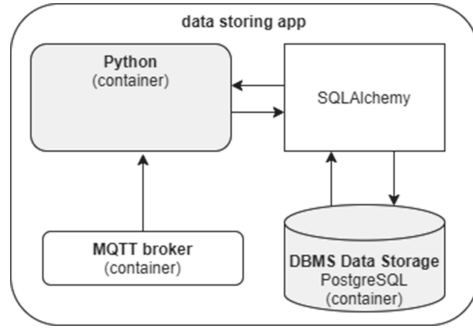 data storing app
Python
(container)
SQLAlchemy
MQTT broker
(container)
DBMS Data Storage
PostgreSQL
(container)